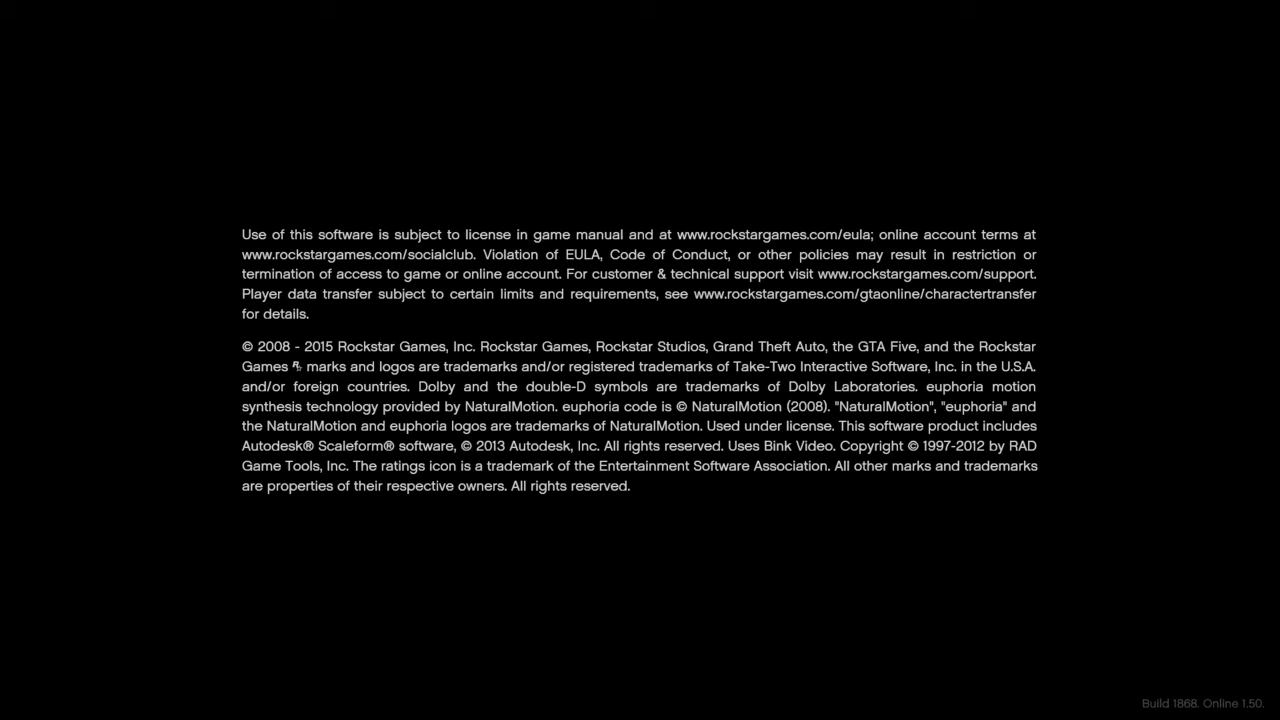 Use of this software is subject to license in game manual and at www.rockstargames.com/eula; online account terms at
www.rockstargames.com/socialclub. Violation of EULA, Code of Conduct, or other policies may result in restriction or
termination of access to game or online account. For customer & technical support visit www.rockstargames.com/support.
Player data transfer subject to certain limits and requirements, see www.rockstargames.com/gtaonline/charactertransfer
for details.
© 2008 - 2015 Rockstar Games, Inc. Rockstar Games, Rockstar Studios, Grand Theft Auto, the GTA Five, and the Rockstar
Games R* marks and logos are trademarks and/or registered trademarks of Take-Two Interactive Software, Inc. in the U.S.A.
and/or foreign countries. Dolby and the double-D symbols are trademarks of Dolby Laboratories. euphoria motion
synthesis technology provided by NaturalMotion. euphoria code is © NaturalMotion (2008). "NaturalMotion", "euphoria" and
the NaturalMotion and euphoria logos are trademarks of NaturalMotion. Used under license. This software product includes
Autodesk® Scaleform® software, © 2013 Autodesk, Inc. All rights reserved. Uses Bink Video. Copyright © 1997-2012 by RAD
Game Tools, Inc. The ratings icon is a trademark of the Entertainment Software Association. All other marks and trademarks
are properties of their respective owners. All rights reserved.
Build 1868. Online 1.50.